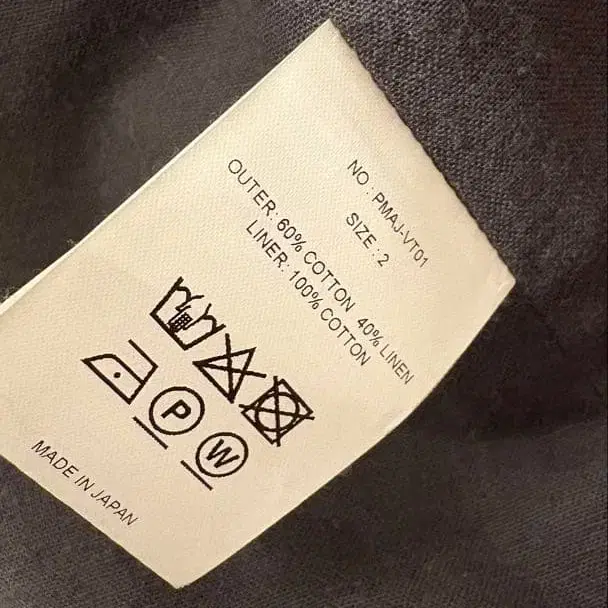 NO : PMAJ-VT01
SIZE : 2
OUTER: 60% COTTON 40% LINEN
LINER: 100% COTTON
P
W
MADE IN JAPAN